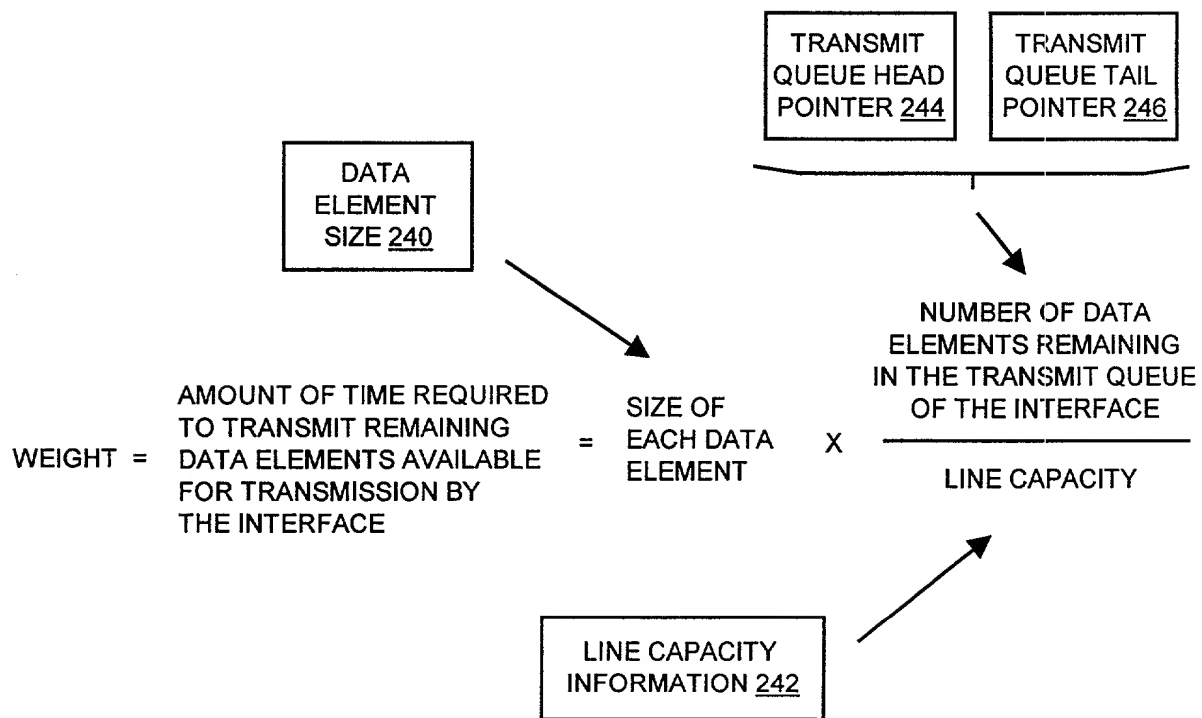 TRANSMIT
QUEUE HEAD
POINTER 244
TRANSMIT
QUEUE TAIL
POINTER 246
DATA
ELEMENT
SIZE 240
NUMBER OF DATA
ELEMENTS REMAINING
IN THE TRANSMIT QUEUE
OF THE INTERFACE
WEIGHT =
AMOUNT OF TIME REQUIRED
TO TRANSMIT REMAINING
DATA ELEMENTS AVAILABLE
FOR TRANSMISSION BY
THE INTERFACE
=
SIZE OF
EACH DATA
ELEMENT
X
LINE CAPACITY
LINE CAPACITY
INFORMATION 242